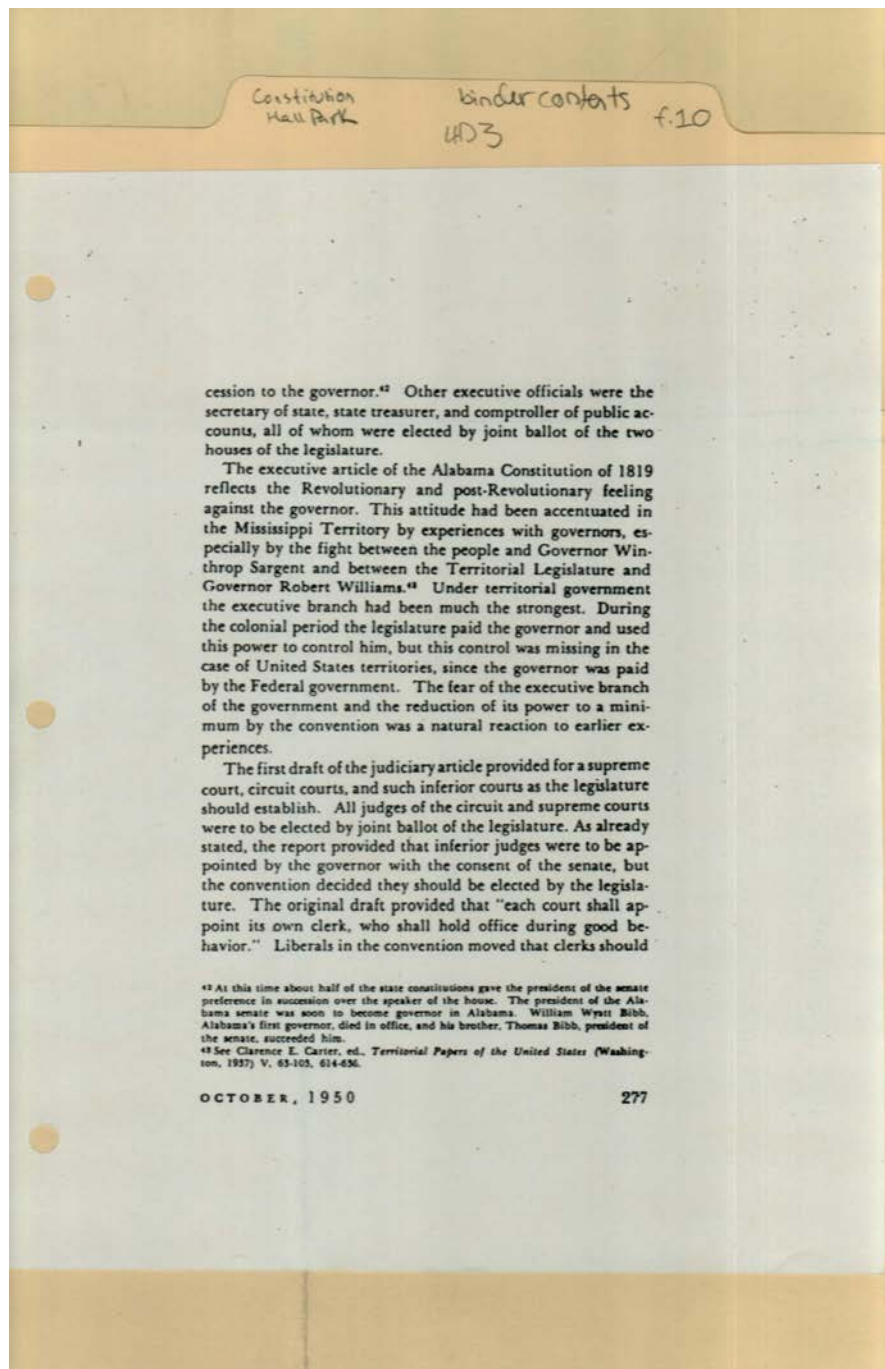 Constitution
Hall Park
binder contents
4D3
f.10
cession to the governor.⁴² Other executive officials were the
secretary of state, state treasurer, and comptroller of public ac-
counts, all of whom were elected by joint ballot of the two
houses of the legislature.
The executive article of the Alabama Constitution of 1819
reflects the Revolutionary and post-Revolutionary feeling
against the governor. This attitude had been accentuated in
the Mississippi Territory by experiences with governors, es-
pecially by the fight between the people and Governor Win-
throp Sargent and between the Territorial Legislature and
Governor Robert Williams.⁴³ Under territorial government
the executive branch had been much the strongest. During
the colonial period the legislature paid the governor and used
this power to control him, but this control was missing in the
case of United States territories, since the governor was paid
by the Federal government. The fear of the executive branch
of the government and the reduction of its power to a mini-
mum by the convention was a natural reaction to earlier ex-
periences.
The first draft of the judiciary article provided for a supreme
court, circuit courts, and such inferior courts as the legislature
should establish. All judges of the circuit and supreme courts
were to be elected by joint ballot of the legislature. As already
stated, the report provided that inferior judges were to be ap-
pointed by the governor with the consent of the senate, but
the convention decided they should be elected by the legisla-
ture. The original draft provided that "each court shall ap-
point its own clerk, who shall hold office during good be-
havior." Liberals in the convention moved that clerks should
42 At this time about half of the state constitutions gave the president of the senate
preference in succession over the speaker of the house. The president of the Ala-
bama senate was soon to become governor in Alabama. William Wyatt Bibb,
Alabama's first governor, died in office, and his brother, Thomas Bibb, president of
the senate, succeeded him.
43 See Clarence E. Carter, ed., Territorial Papers of the United States (Washing-
ton, 1937) V, 63-103, 614-636.
OCTOBER, 1950
277